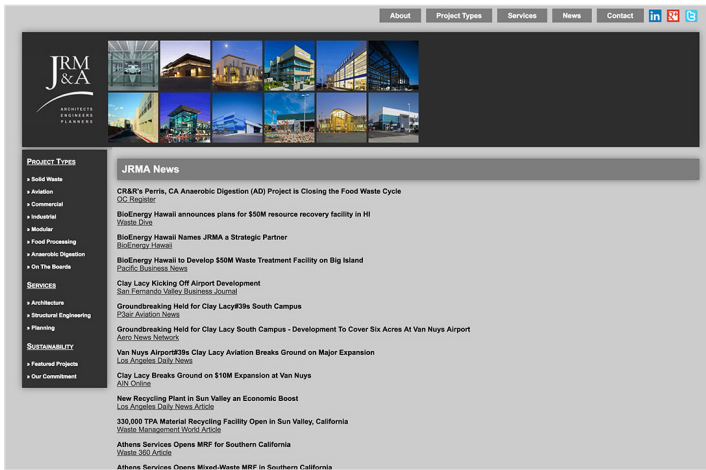 About
Project Types
Services
News
Contact
JRM
&A
ARCHITECTS
ENGINEERS
PLANNERS
PROJECT TYPES
» Solid Waste
» Aviation
» Commercial
» Industrial
» Modular
» Food Processing
» Anaerobic Digestion
» On The Boards
SERVICES
» Architecture
» Structural Engineering
» Planning
SUSTAINABILITY
» Featured Projects
» Our Commitment
JRMA News
CR&R's Perris, CA Anaerobic Digestion (AD) Project is Closing the Food Waste Cycle
OC Register
BioEnergy Hawaii announces plans for $50M resource recovery facility in HI
Waste Dive
BioEnergy Hawaii Names JRMA a Strategic Partner
BioEnergy Hawaii
BioEnergy Hawaii to Develop $50M Waste Treatment Facility on Big Island
Pacific Business News
Clay Lacy Kicking Off Airport Development
San Fernando Valley Business Journal
Groundbreaking Held for Clay Lacy#39s South Campus
P3air Aviation News
Groundbreaking Held for Clay Lacy South Campus - Development To Cover Six Acres At Van Nuys Airport
Aero News Network
Van Nuys Airport#39s Clay Lacy Aviation Breaks Ground on Major Expansion
Los Angeles Daily News
Clay Lacy Breaks Ground on $10M Expansion at Van Nuys
AIN Online
New Recycling Plant in Sun Valley an Economic Boost
Los Angeles Daily News Article
330,000 TPA Material Recycling Facility Open in Sun Valley, California
Waste Management World Article
Athens Services Opens MRF for Southern California
Waste 360 Article
Athens Services Opens Mixed-Waste MRF in Southern California